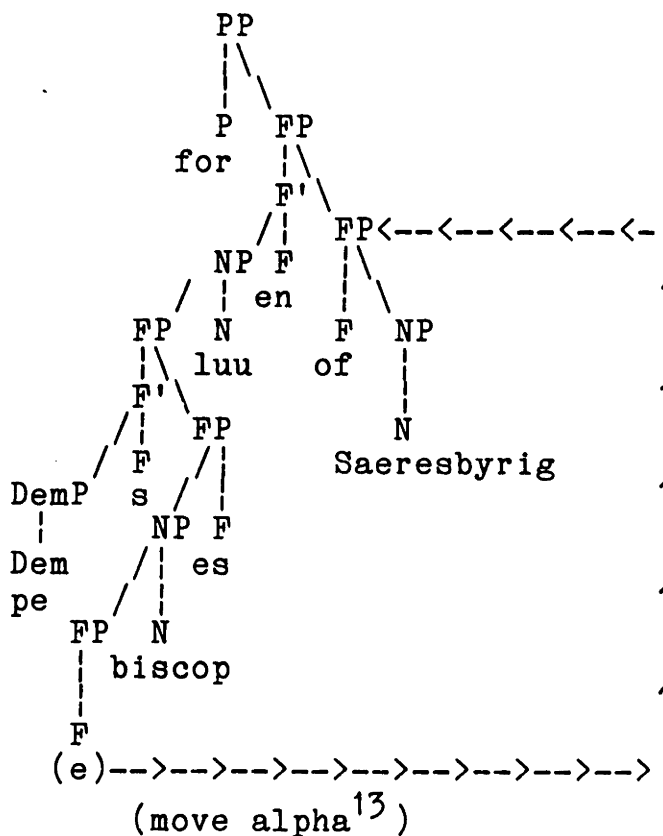 PP
P FP
for
F'
FP<--<--<--<--<-
NP F
en
FP N F NP
luu of
F'
FP N
F Saeresbyrig
s
DemP
NP F
Dem es
pe
FP N
biscop
F
(e)-->-->-->-->-->-->-->-->
(move alpha¹³)